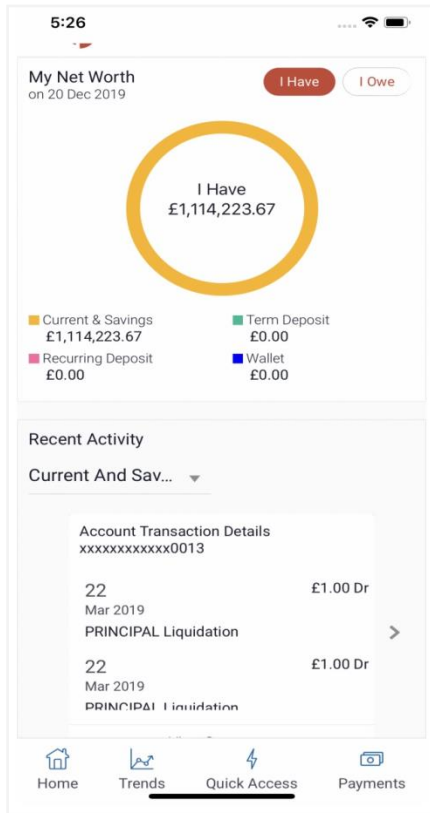 5:26
My Net Worth
on 20 Dec 2019
I Have
I Owe
I Have
£1,114,223.67
Current & Savings
£1,114,223.67
Term Deposit
£0.00
Recurring Deposit
£0.00
Wallet
£0.00
Recent Activity
Current And Sav...
Account Transaction Details
xxxxxxxxxxxx0013
22
Mar 2019
PRINCIPAL Liquidation
£1.00 Dr
22
Mar 2019
PRINCIPAL Liquidation
£1.00 Dr
Home
Trends
Quick Access
Payments